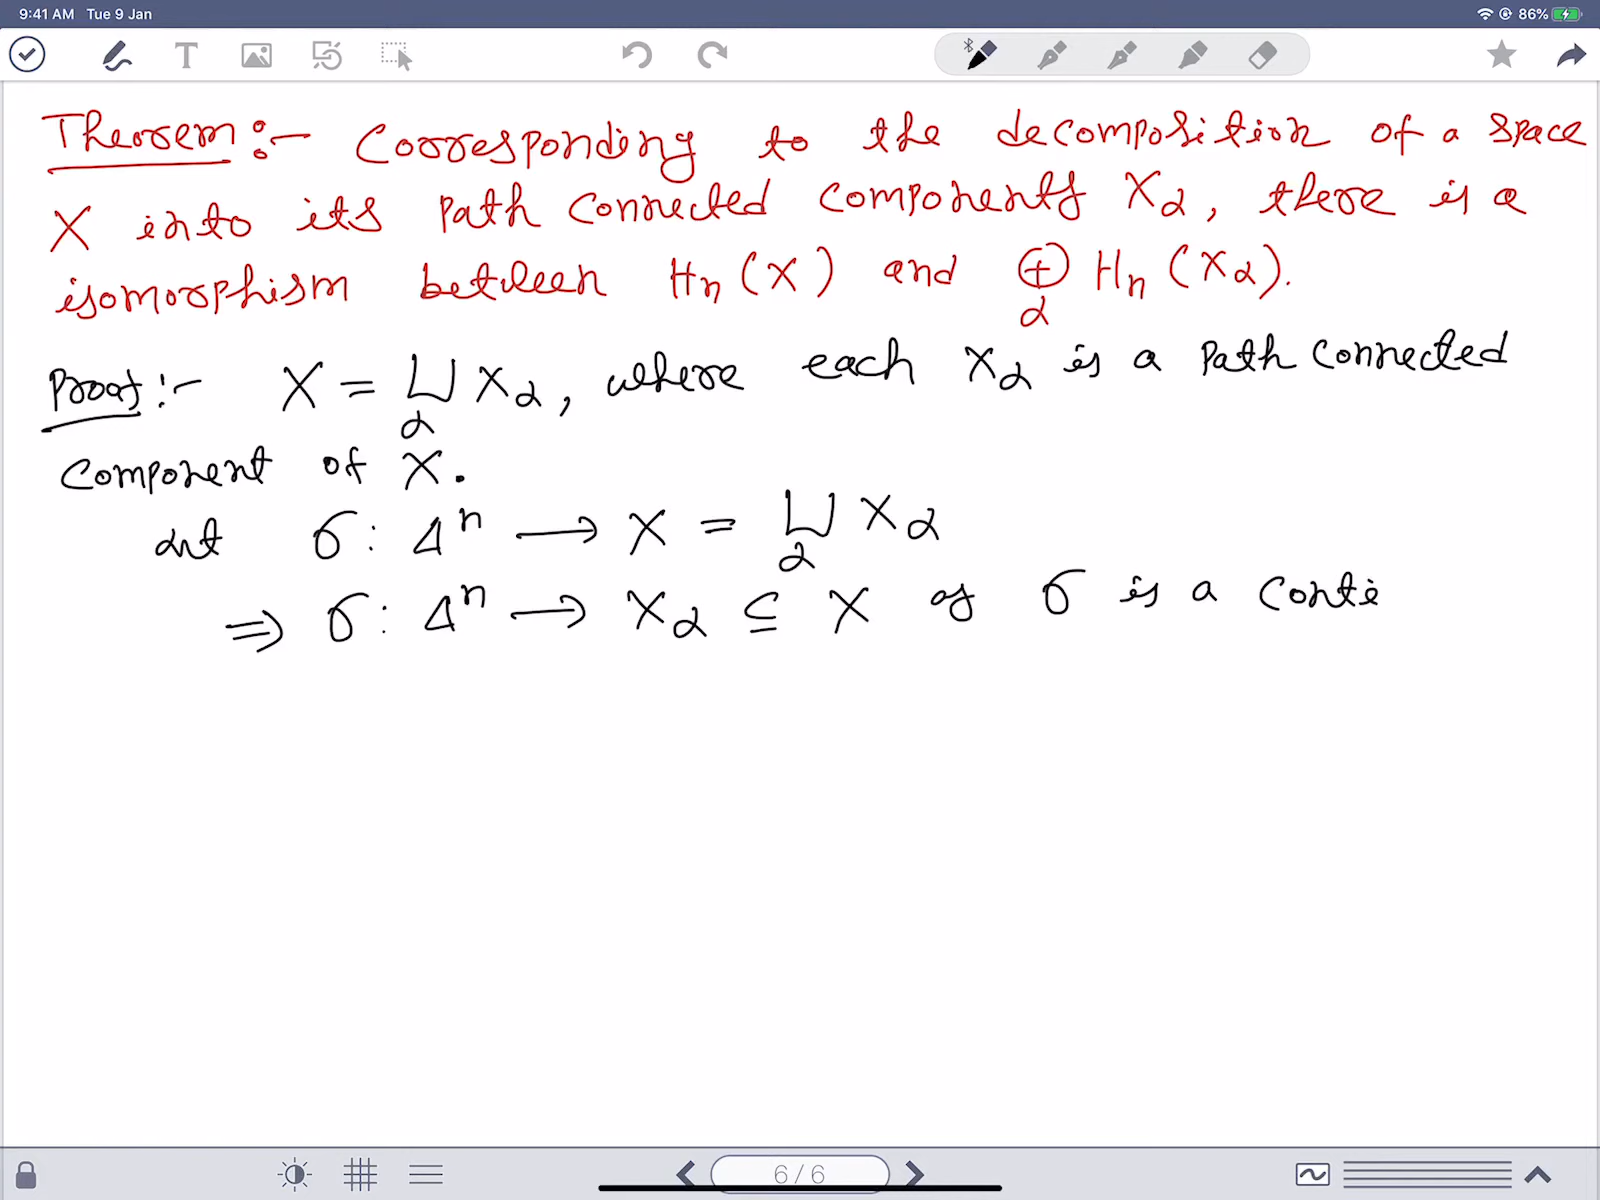 9:41 AM Tue 9 Jan 86%
Theorem :- Corresponding to the decomposition of a space
X into its path connected components Xα, there is a
isomorphism between Hn (X) and ⊕α Hn (Xα).
Proof :- X = ⊔α Xα, where each Xα is a path connected
component of X.
let σ : Δⁿ ⟶ X = ⊔α Xα
⇒ σ : Δⁿ ⟶ Xα ⊆ X of σ is a conti
6 / 6